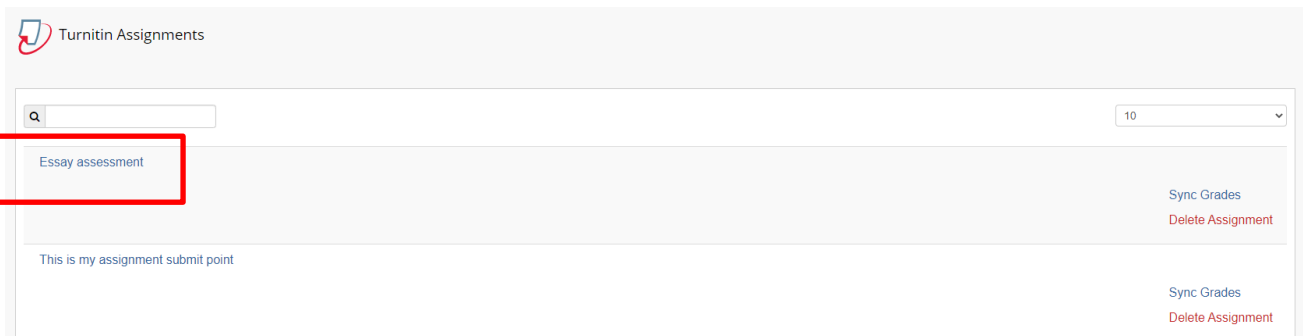 Turnitin Assignments
10
Essay assessment
Sync Grades
Delete Assignment
This is my assignment submit point
Sync Grades
Delete Assignment